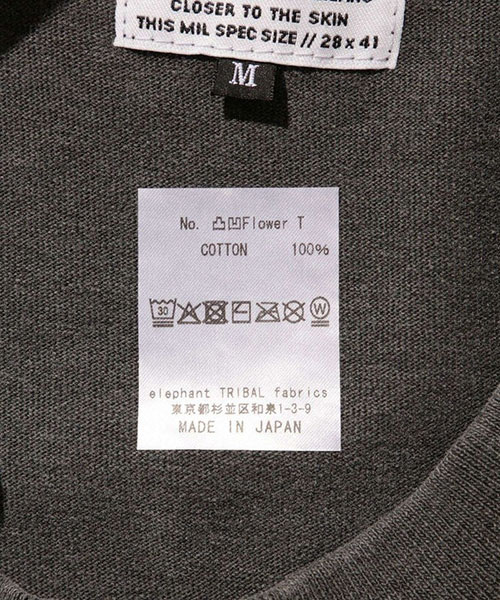 CLOSER TO THE SKIN
THIS MIL SPEC SIZE // 28 x 41
M
No. 凸凹Flower T
COTTON 100%
30
W
elephant TRIBAL fabrics
東京都杉並区和泉1-3-9
MADE IN JAPAN